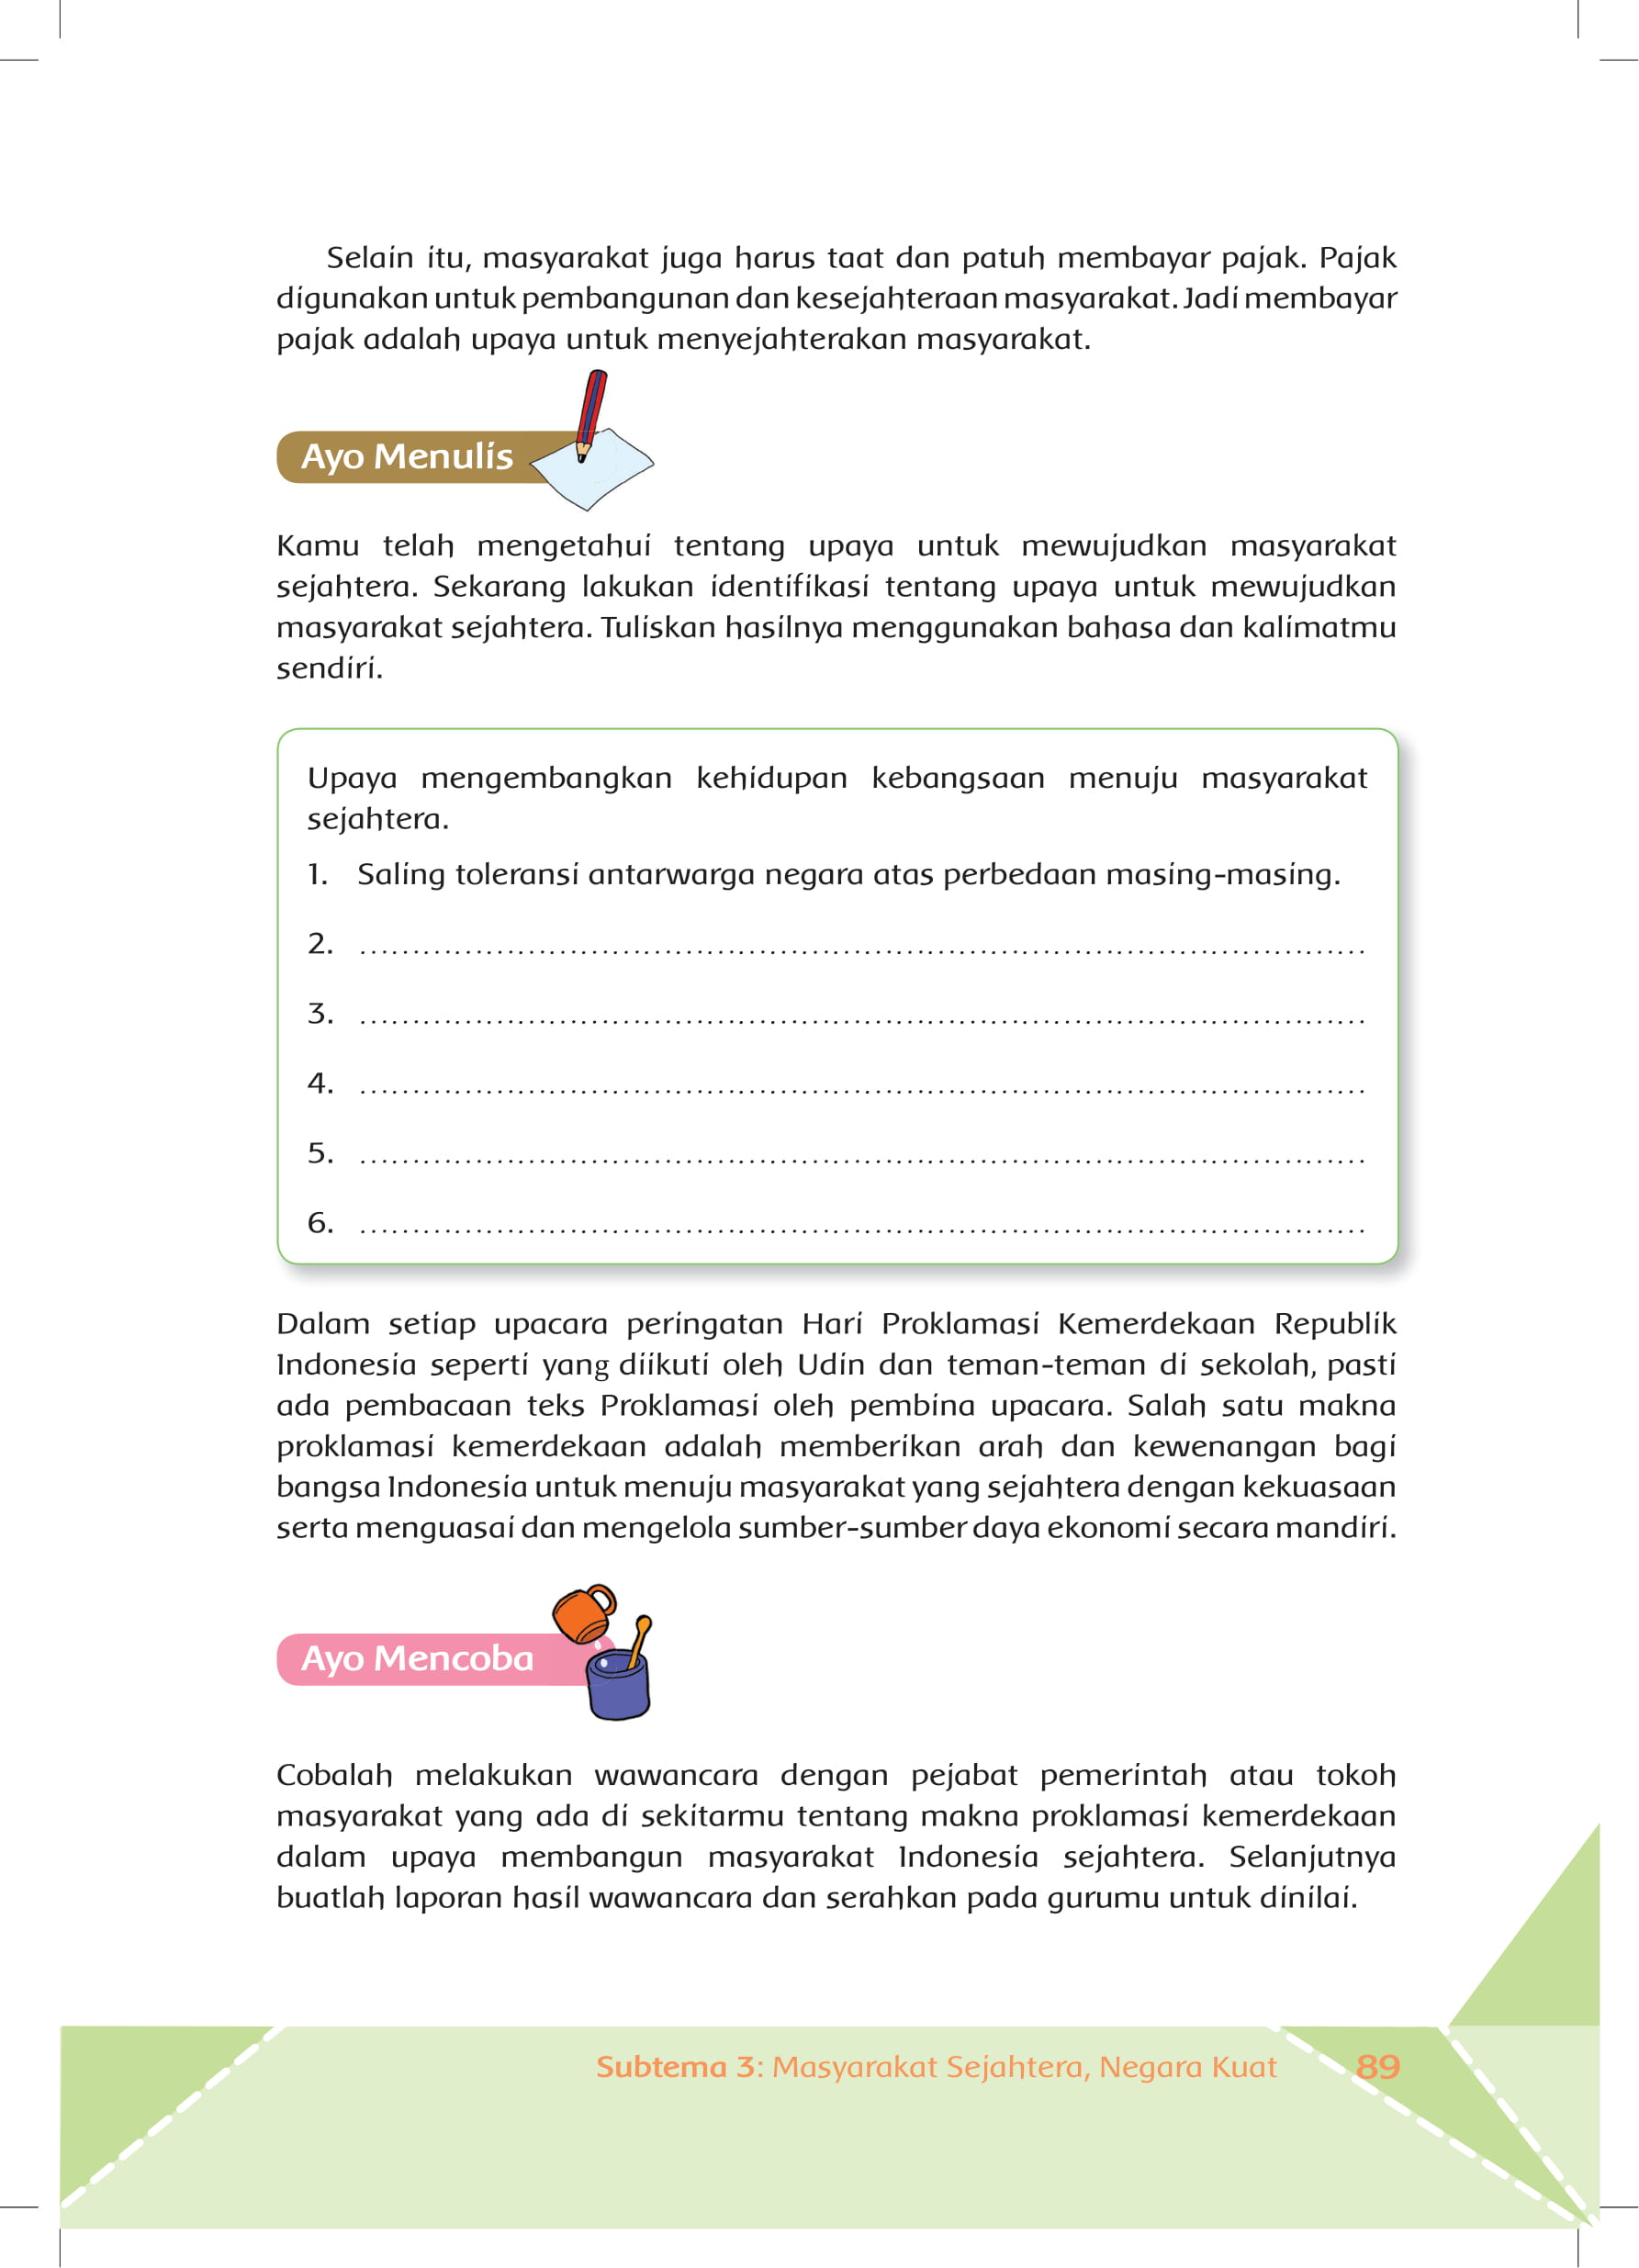 Selain itu, masyarakat juga harus taat dan patuh membayar pajak. Pajak
digunakan untuk pembangunan dan kesejahteraan masyarakat. Jadi membayar
pajak adalah upaya untuk menyejahterakan masyarakat.
Ayo Menulis
Kamu telah mengetahui tentang upaya untuk mewujudkan masyarakat
sejahtera. Sekarang lakukan identifikasi tentang upaya untuk mewujudkan
masyarakat sejahtera. Tuliskan hasilnya menggunakan bahasa dan kalimatmu
sendiri.
Upaya mengembangkan kehidupan kebangsaan menuju masyarakat
sejahtera.
1. Saling toleransi antarwarga negara atas perbedaan masing-masing.
2. ................................................................................................
3. ................................................................................................
4. ................................................................................................
5. ................................................................................................
6. ................................................................................................
Dalam setiap upacara peringatan Hari Proklamasi Kemerdekaan Republik
Indonesia seperti yang diikuti oleh Udin dan teman-teman di sekolah, pasti
ada pembacaan teks Proklamasi oleh pembina upacara. Salah satu makna
proklamasi kemerdekaan adalah memberikan arah dan kewenangan bagi
bangsa Indonesia untuk menuju masyarakat yang sejahtera dengan kekuasaan
serta menguasai dan mengelola sumber-sumber daya ekonomi secara mandiri.
Ayo Mencoba
Cobalah melakukan wawancara dengan pejabat pemerintah atau tokoh
masyarakat yang ada di sekitarmu tentang makna proklamasi kemerdekaan
dalam upaya membangun masyarakat Indonesia sejahtera. Selanjutnya
buatlah laporan hasil wawancara dan serahkan pada gurumu untuk dinilai.
Subtema 3: Masyarakat Sejahtera, Negara Kuat 89